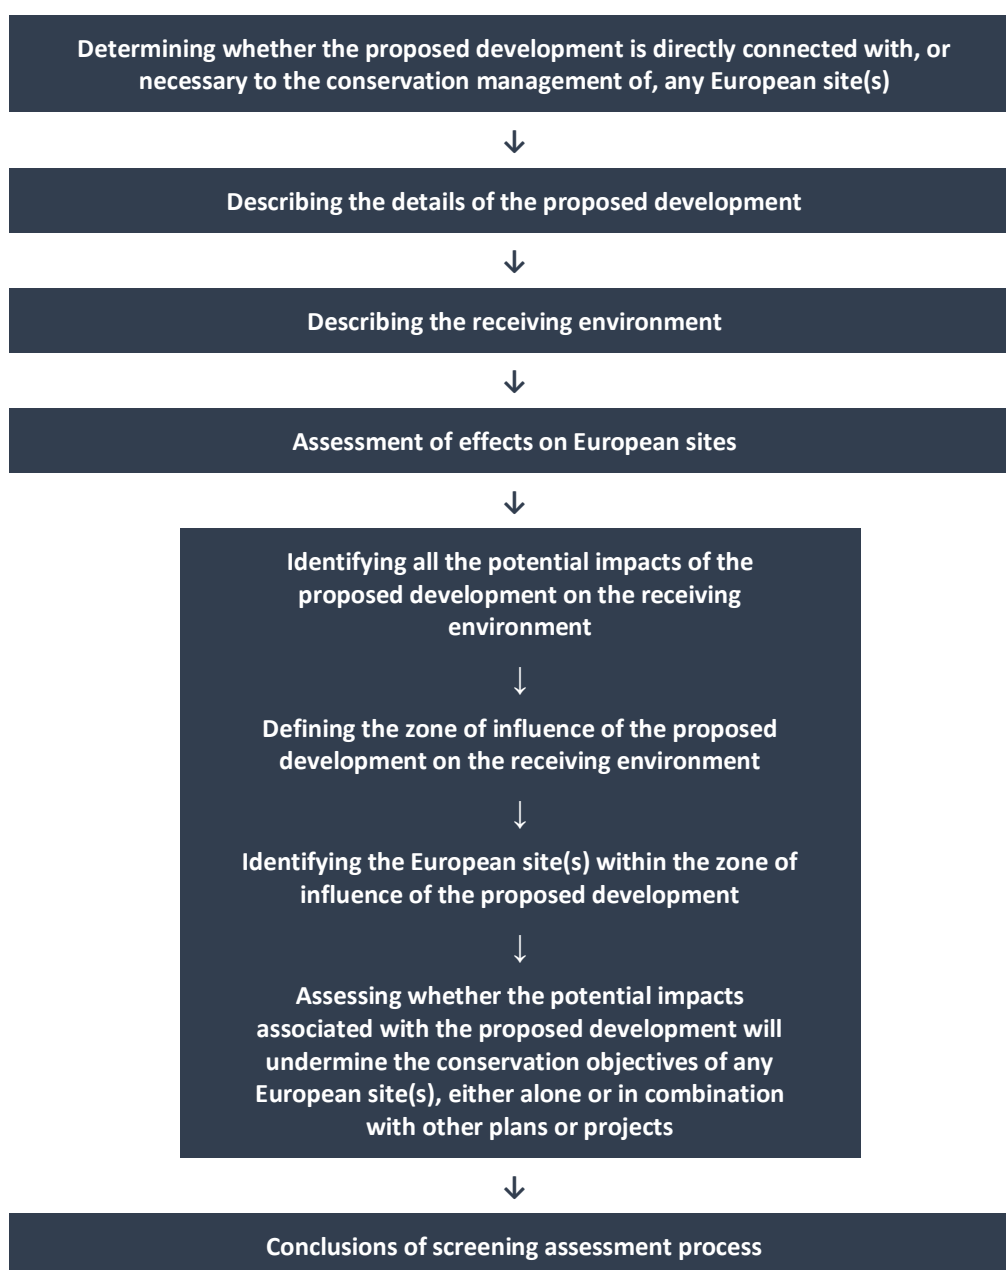 Determining whether the proposed development is directly connected with, or
necessary to the conservation management of, any European site(s)
↓
Describing the details of the proposed development
↓
Describing the receiving environment
↓
Assessment of effects on European sites
↓
Identifying all the potential impacts of the
proposed development on the receiving
environment
↓
Defining the zone of influence of the proposed
development on the receiving environment
↓
Identifying the European site(s) within the zone of
influence of the proposed development
↓
Assessing whether the potential impacts
associated with the proposed development will
undermine the conservation objectives of any
European site(s), either alone or in combination
with other plans or projects
↓
Conclusions of screening assessment process